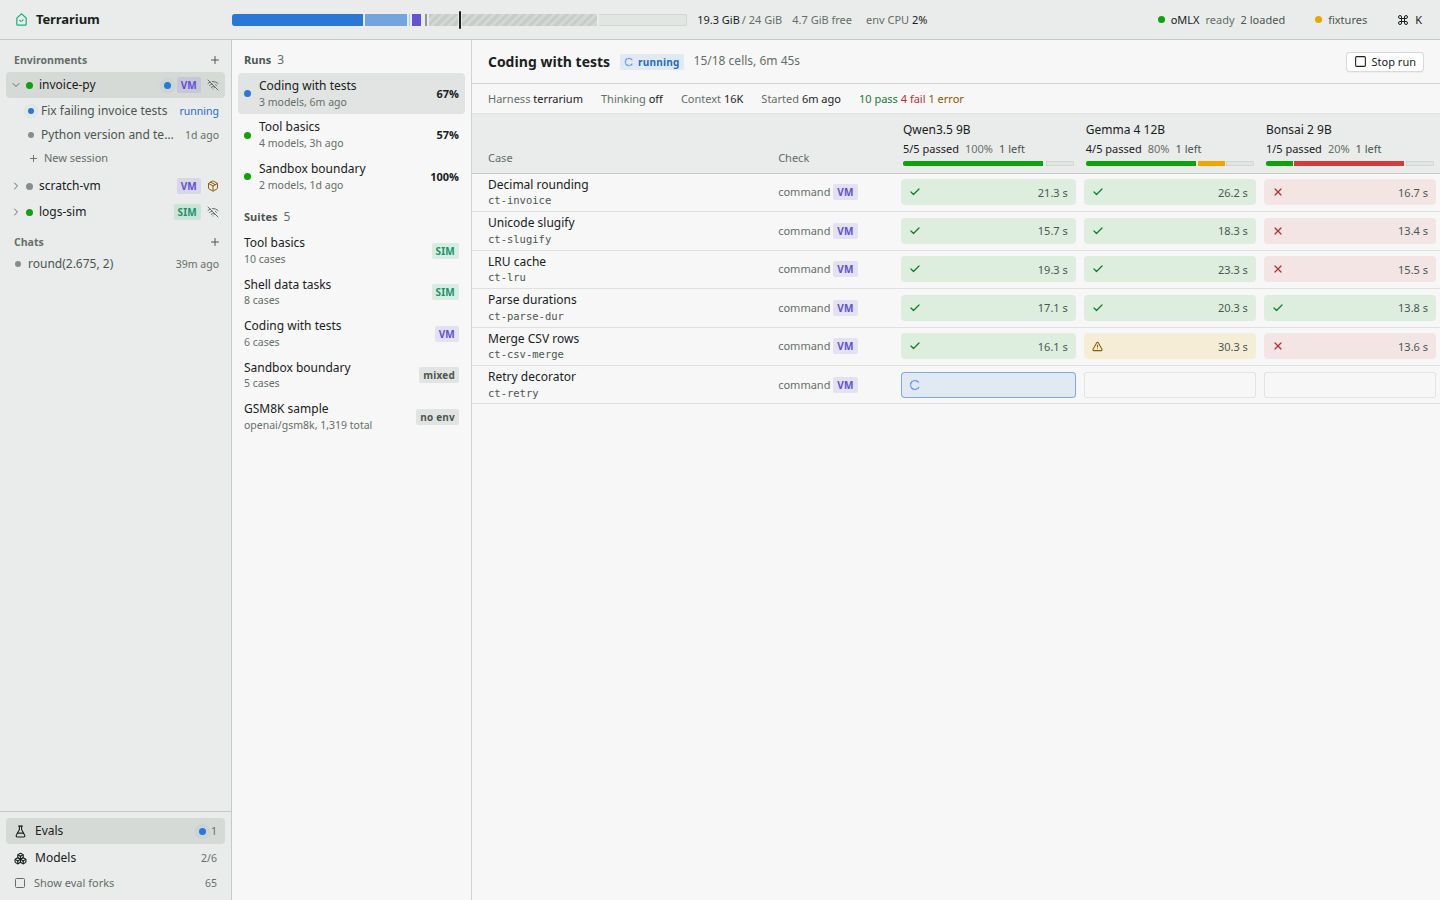 Terrarium
19.3 GiB / 24 GiB 4.7 GiB free env CPU 2%
oMLX ready 2 loaded
fixtures
⌘ K
Environments
invoice-py VM
Fix failing invoice tests running
Python version and te... 1d ago
New session
scratch-vm VM
logs-sim SIM
Chats
round(2.675, 2) 39m ago
Evals 1
Models 2/6
Show eval forks 65
Runs 3
Coding with tests
3 models, 6m ago
67%
Tool basics
4 models, 3h ago
57%
Sandbox boundary
2 models, 1d ago
100%
Suites 5
Tool basics
10 cases
SIM
Shell data tasks
8 cases
SIM
Coding with tests
6 cases
VM
Sandbox boundary
5 cases
mixed
GSM8K sample
openai/gsm8k, 1,319 total
no env
Coding with tests running 15/18 cells, 6m 45s
Stop run
Harness terrarium Thinking off Context 16K Started 6m ago 10 pass 4 fail 1 error
Case Check
Qwen3.5 9B
5/5 passed 100% 1 left
Gemma 4 12B
4/5 passed 80% 1 left
Bonsai 2 9B
1/5 passed 20% 1 left
Decimal rounding
ct-invoice
command VM 21.3 s 26.2 s 16.7 s
Unicode slugify
ct-slugify
command VM 15.7 s 18.3 s 13.4 s
LRU cache
ct-lru
command VM 19.3 s 23.3 s 15.5 s
Parse durations
ct-parse-dur
command VM 17.1 s 20.3 s 13.8 s
Merge CSV rows
ct-csv-merge
command VM 16.1 s 30.3 s 13.6 s
Retry decorator
ct-retry
command VM